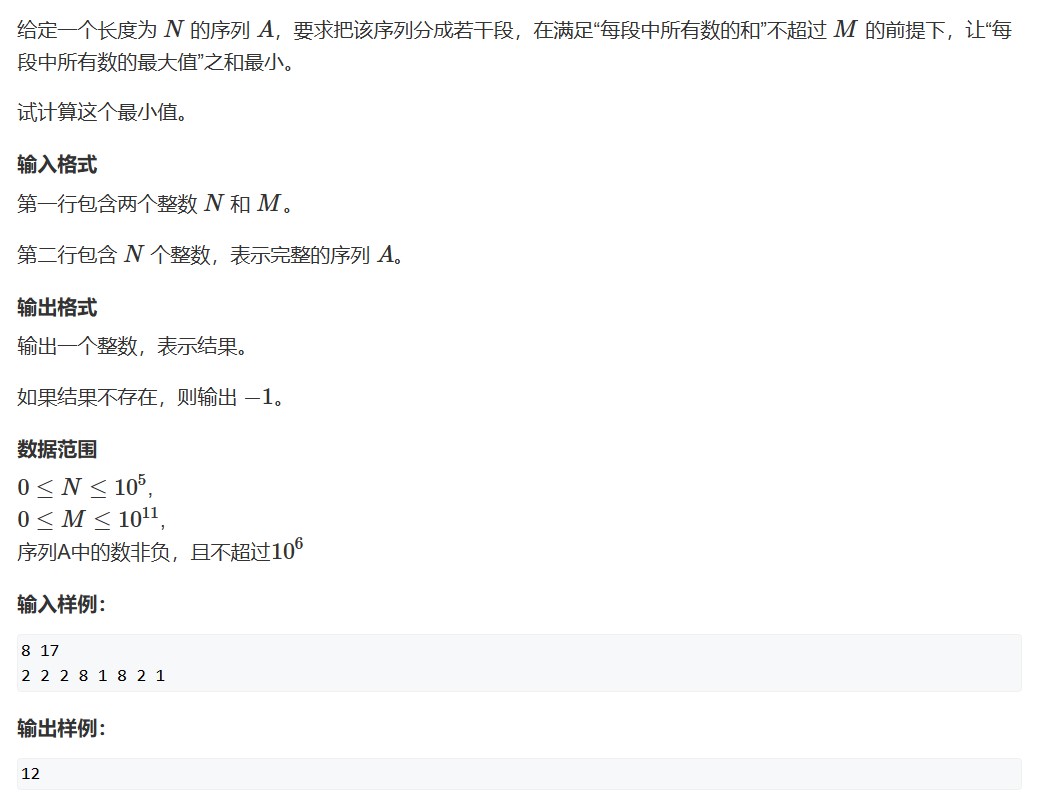 给定一个长度为 N 的序列 A，要求把该序列分成若干段，在满足“每段中所有数的和”不超过 M 的前提下，让“每
段中所有数的最大值”之和最小。
试计算这个最小值。
输入格式
第一行包含两个整数 N 和 M。
第二行包含 N 个整数，表示完整的序列 A。
输出格式
输出一个整数，表示结果。
如果结果不存在，则输出 −1。
数据范围
0 ≤ N ≤ 10^5,
0 ≤ M ≤ 10^11,
序列A中的数非负，且不超过10^6
输入样例：
8 17
2 2 2 8 1 8 2 1
输出样例：
12